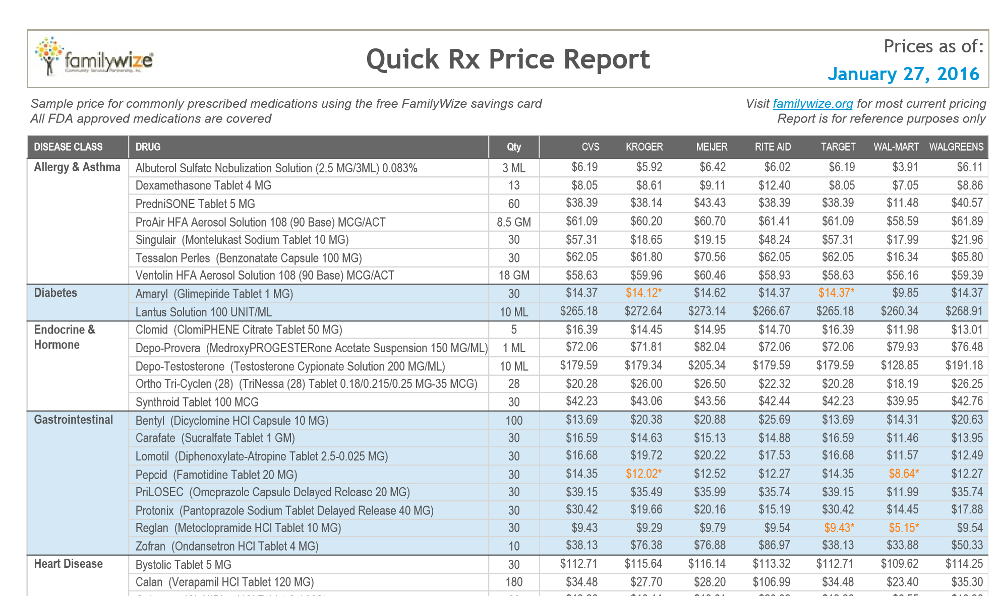 familywize®
Community Service Partnership, Inc.
Quick Rx Price Report
Prices as of:
January 27, 2016
Sample price for commonly prescribed medications using the free FamilyWize savings card
All FDA approved medications are covered
Visit familywize.org for most current pricing
Report is for reference purposes only
DISEASE CLASS DRUG Qty CVS KROGER MEIJER RITE AID TARGET WAL-MART WALGREENS
Allergy & Asthma Albuterol Sulfate Nebulization Solution (2.5 MG/3ML) 0.083% 3 ML $6.19 $5.92 $6.42 $6.02 $6.19 $3.91 $6.11
Dexamethasone Tablet 4 MG 13 $8.05 $8.61 $9.11 $12.40 $8.05 $7.05 $8.86
PredniSONE Tablet 5 MG 60 $38.39 $38.14 $43.43 $38.39 $38.39 $11.48 $40.57
ProAir HFA Aerosol Solution 108 (90 Base) MCG/ACT 8.5 GM $61.09 $60.20 $60.70 $61.41 $61.09 $58.59 $61.89
Singulair (Montelukast Sodium Tablet 10 MG) 30 $57.31 $18.65 $19.15 $48.24 $57.31 $17.99 $21.96
Tessalon Perles (Benzonatate Capsule 100 MG) 30 $62.05 $61.80 $70.56 $62.05 $62.05 $16.34 $65.80
Ventolin HFA Aerosol Solution 108 (90 Base) MCG/ACT 18 GM $58.63 $59.96 $60.46 $58.93 $58.63 $56.16 $59.39
Diabetes Amaryl (Glimepiride Tablet 1 MG) 30 $14.37 $14.12* $14.62 $14.37 $14.37* $9.85 $14.37
Lantus Solution 100 UNIT/ML 10 ML $265.18 $272.64 $273.14 $266.67 $265.18 $260.34 $268.91
Endocrine & Clomid (ClomiPHENE Citrate Tablet 50 MG) 5 $16.39 $14.45 $14.95 $14.70 $16.39 $11.98 $13.01
Hormone Depo-Provera (MedroxyPROGESTERone Acetate Suspension 150 MG/ML) 1 ML $72.06 $71.81 $82.04 $72.06 $72.06 $79.93 $76.48
Depo-Testosterone (Testosterone Cypionate Solution 200 MG/ML) 10 ML $179.59 $179.34 $205.34 $179.59 $179.59 $128.85 $191.18
Ortho Tri-Cyclen (28) (TriNessa (28) Tablet 0.18/0.215/0.25 MG-35 MCG) 28 $20.28 $26.00 $26.50 $22.32 $20.28 $18.19 $26.25
Synthroid Tablet 100 MCG 30 $42.23 $43.06 $43.56 $42.44 $42.23 $39.95 $42.76
Gastrointestinal Bentyl (Dicyclomine HCl Capsule 10 MG) 100 $13.69 $20.38 $20.88 $25.69 $13.69 $14.31 $20.63
Carafate (Sucralfate Tablet 1 GM) 30 $16.59 $14.63 $15.13 $14.88 $16.59 $11.46 $13.95
Lomotil (Diphenoxylate-Atropine Tablet 2.5-0.025 MG) 30 $16.68 $19.72 $20.22 $17.53 $16.68 $11.57 $12.49
Pepcid (Famotidine Tablet 20 MG) 30 $14.35 $12.02* $12.52 $12.27 $14.35 $8.64* $12.27
PriLOSEC (Omeprazole Capsule Delayed Release 20 MG) 30 $39.15 $35.49 $35.99 $35.74 $39.15 $11.99 $35.74
Protonix (Pantoprazole Sodium Tablet Delayed Release 40 MG) 30 $30.42 $19.66 $20.16 $15.19 $30.42 $14.45 $17.88
Reglan (Metoclopramide HCl Tablet 10 MG) 30 $9.43 $9.29 $9.79 $9.54 $9.43* $5.15* $9.54
Zofran (Ondansetron HCl Tablet 4 MG) 10 $38.13 $76.38 $76.88 $86.97 $38.13 $33.88 $50.33
Heart Disease Bystolic Tablet 5 MG 30 $112.71 $115.64 $116.14 $113.32 $112.71 $109.62 $114.25
Calan (Verapamil HCl Tablet 120 MG) 180 $34.48 $27.70 $28.20 $106.99 $34.48 $23.40 $35.30